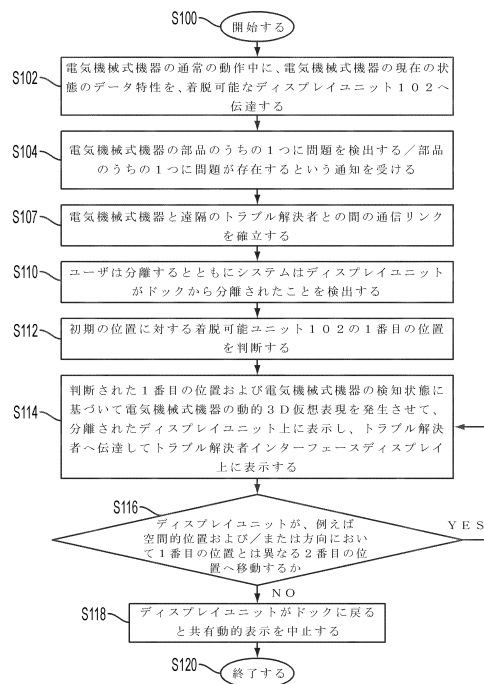 S100
開始する
S102
電気機械式機器の通常の動作中に、電気機械式機器の現在の状
態のデータ特性を、着脱可能なディスプレイユニット１０２へ
伝達する
S104
電気機械式機器の部品のうちの１つに問題を検出する／部品
のうちの１つに問題が存在するという通知を受ける
S107
電気機械式機器と遠隔のトラブル解決者との間の通信リンク
を確立する
S110
ユーザは分離するとともにシステムはディスプレイユニット
がドックから分離されたことを検出する
S112
初期の位置に対する着脱可能ユニット１０２の１番目の位置
を判断する
S114
判断された１番目の位置および電気機械式機器の検知状態に
基づいて電気機械式機器の動的３Ｄ仮想表現を発生させて、
分離されたディスプレイユニット上に表示し、トラブル解決
者へ伝達してトラブル解決者インターフェースディスプレイ
上に表示する
S116
ディスプレイユニットが、例えば
空間的位置および／または方向におい
て１番目の位置とは異なる２番目の位
置へ移動するか
ＹＥＳ
ＮＯ
S118
ディスプレイユニットがドックに戻る
と共有動的表示を中止する
S120
終了する